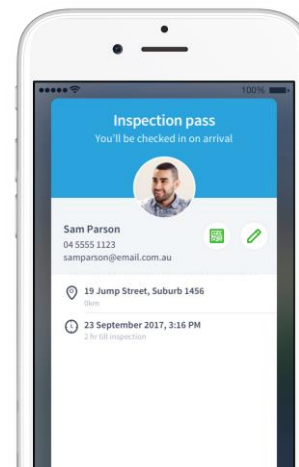 100%
Inspection pass
You'll be checked in on arrival
Sam Parson
04 5555 1123
samparson@email.com.au
19 Jump Street, Suburb 1456
0km
23 September 2017, 3:16 PM
2 hr till inspection